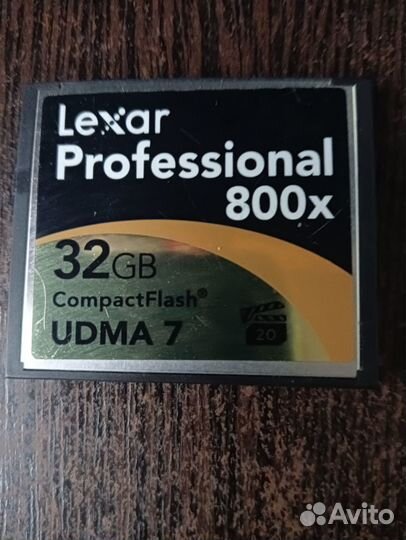 Lexar
Professional
800x
32GB
CompactFlash®
UDMA 7
20
Avito